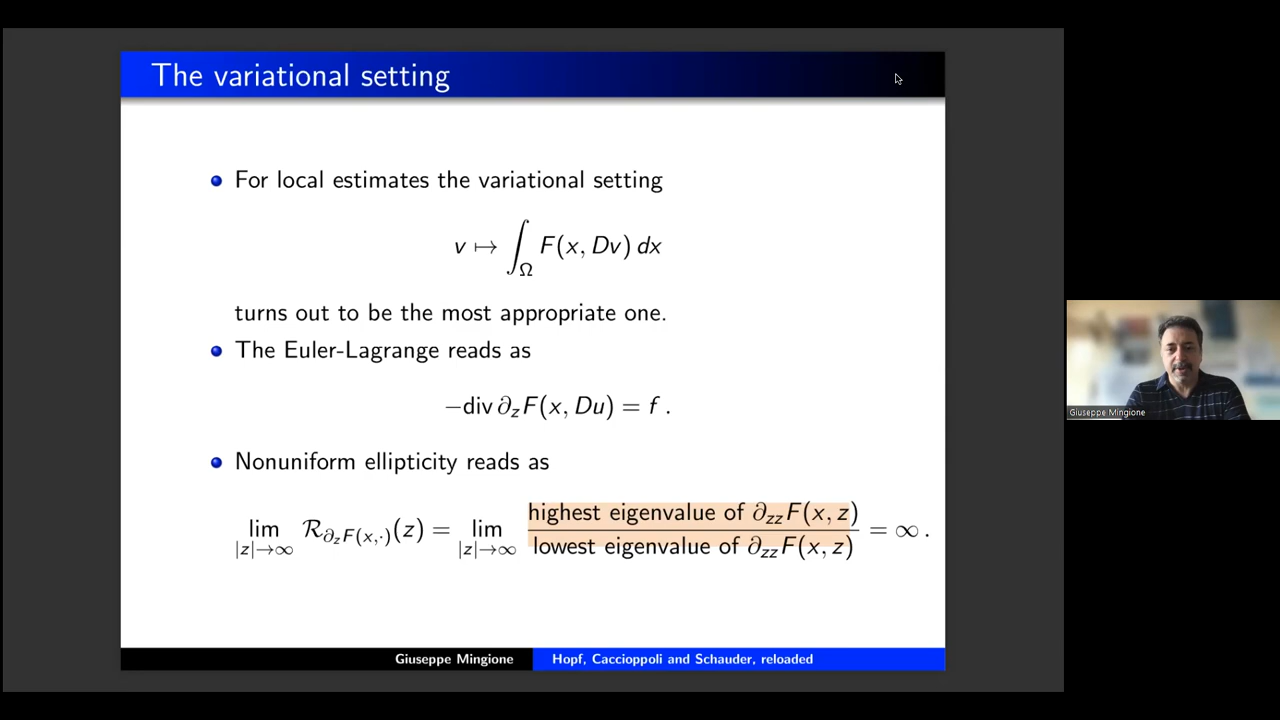 The variational setting
For local estimates the variational setting
v ↦ ∫_Ω F(x, Dv) dx
turns out to be the most appropriate one.
The Euler-Lagrange reads as
−div ∂_z F(x, Du) = f .
Nonuniform ellipticity reads as
lim_{|z|→∞} R_{∂_z F(x,·)}(z) = lim_{|z|→∞} highest eigenvalue of ∂_{zz} F(x, z) / lowest eigenvalue of ∂_{zz} F(x, z) = ∞ .
Giuseppe Mingione
Giuseppe Mingione Hopf, Caccioppoli and Schauder, reloaded